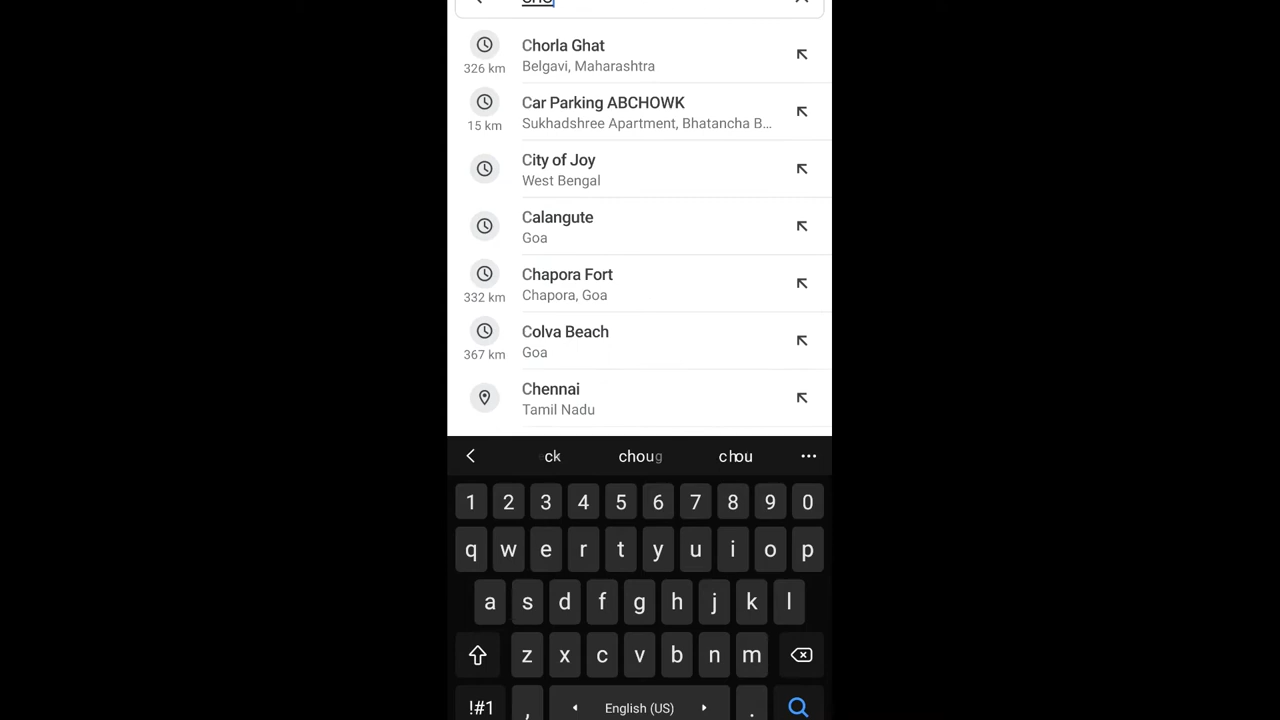 Chorla Ghat
326 km
Belgavi, Maharashtra
Car Parking ABCHOWK
15 km
Sukhadshree Apartment, Bhatancha B...
City of Joy
West Bengal
Calangute
Goa
Chapora Fort
332 km
Chapora, Goa
Colva Beach
367 km
Goa
Chennai
Tamil Nadu
ck choug chou
1 2 3 4 5 6 7 8 9 0
q w e r t y u i o p
a s d f g h j k l
z x c v b n m
!#1 , English (US) .